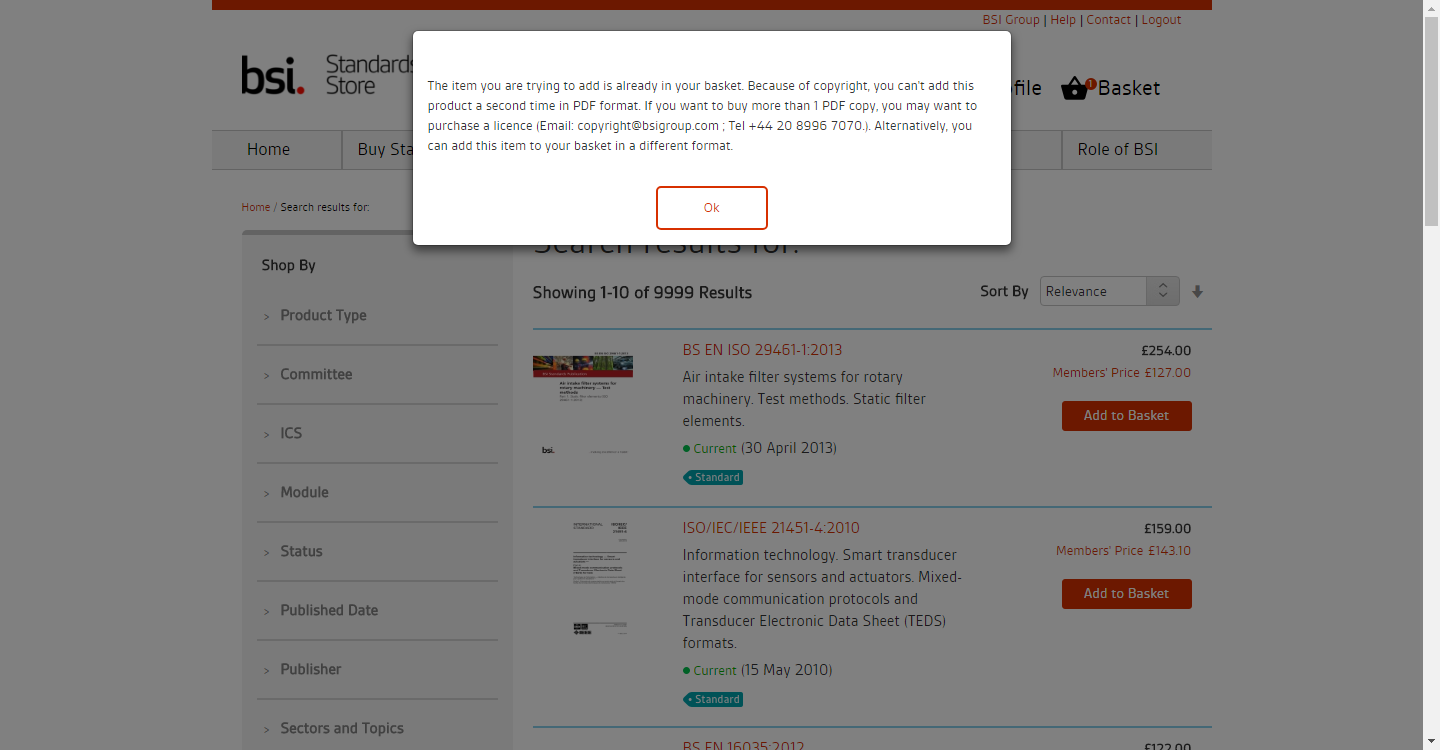 BSI Group | Help | Contact | Logout
bsi.
Standards
Store
file
1
Basket
The item you are trying to add is already in your basket. Because of copyright, you can't add this
product a second time in PDF format. If you want to buy more than 1 PDF copy, you may want to
purchase a licence (Email: copyright@bsigroup.com ; Tel +44 20 8996 7070.). Alternatively, you
can add this item to your basket in a different format.
Ok
Home
Buy Sta
Role of BSI
Home / Search results for:
Search results for:
Shop By
Product Type
Committee
ICS
Module
Status
Published Date
Publisher
Sectors and Topics
Showing 1-10 of 9999 Results
Sort By
Relevance
BS EN ISO 29461-1:2013
£254.00
Members' Price £127.00
Air intake filter systems for rotary
machinery. Test methods. Static filter
elements.
Add to Basket
Current (30 April 2013)
Standard
bsi.
ISO/IEC/IEEE 21451-4:2010
£159.00
Members' Price £143.10
Information technology. Smart transducer
interface for sensors and actuators. Mixed-
mode communication protocols and
Transducer Electronic Data Sheet (TEDS)
formats.
Add to Basket
Current (15 May 2010)
Standard
BS EN 16035:2012
£122.00